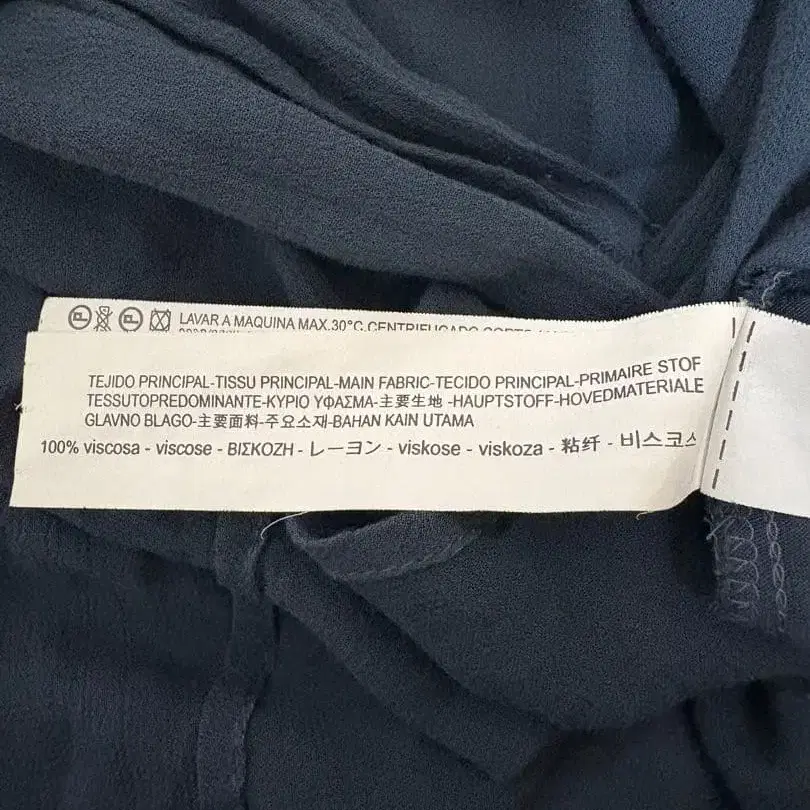 LAVAR A MAQUINA MAX.30°C.CENTRIFUGADO CORTO
TEJIDO PRINCIPAL-TISSU PRINCIPAL-MAIN FABRIC-TECIDO PRINCIPAL-PRIMAIRE STOF
TESSUTOPREDOMINANTE-ΚΥΡΙΟ ΥΦΑΣΜΑ-主要生地 -HAUPTSTOFF-HOVEDMATERIALE
GLAVNO BLAGO-主要面料-주요소재-BAHAN KAIN UTAMA
100% viscosa - viscose - ΒΙΣΚΟΖΗ - レーヨン - viskose - viskoza - 粘纤 - 비스코스